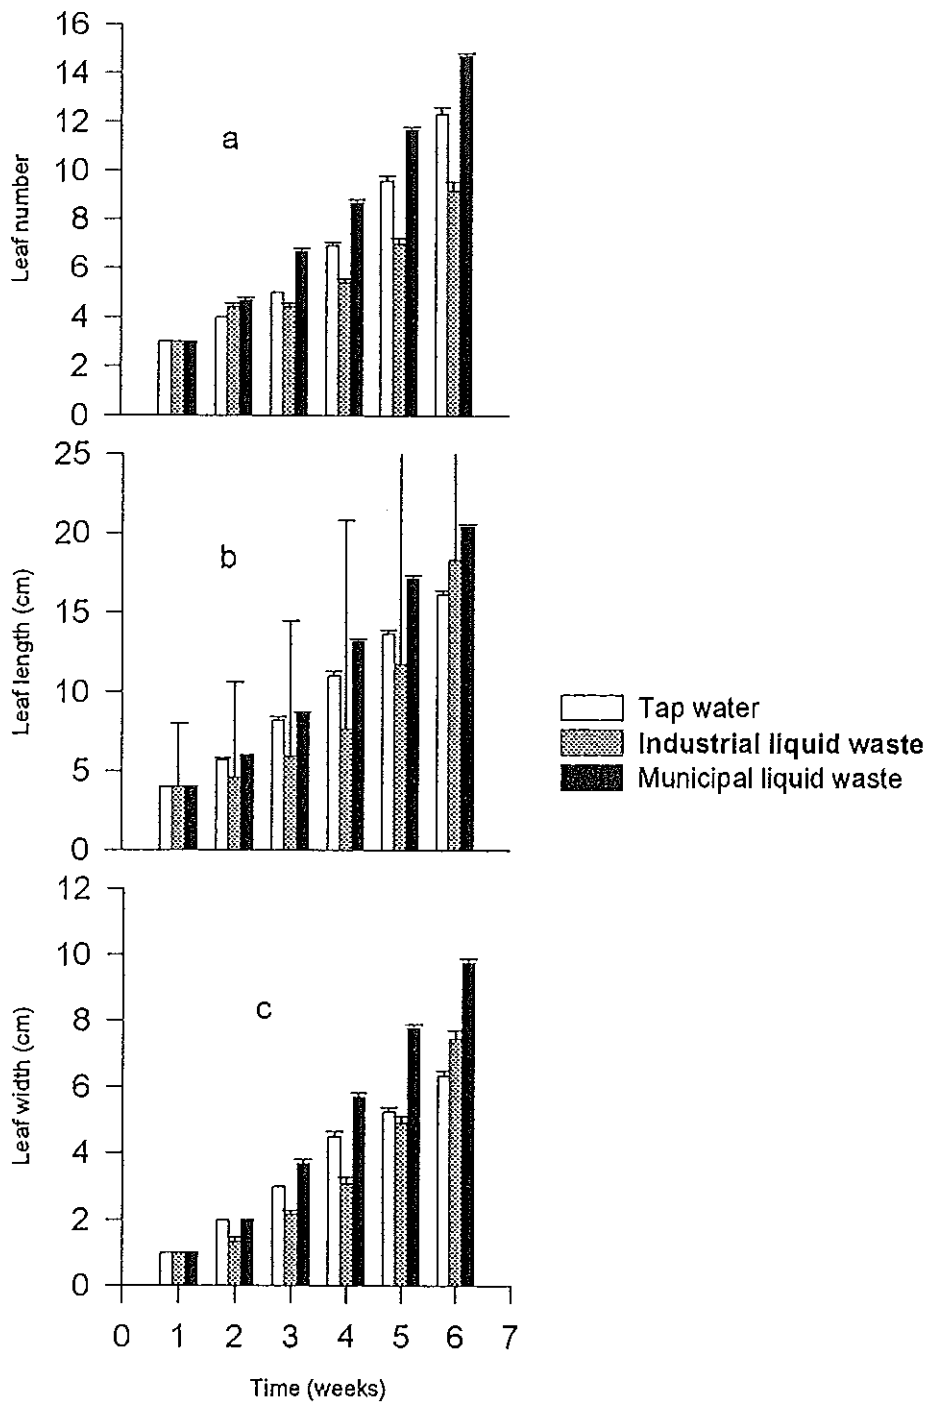 16
14
12
10
8
6
4
2
0
Leaf number
a
25
20
15
10
5
0
Leaf length (cm)
b
Tap water
Industrial liquid waste
Municipal liquid waste
12
10
8
6
4
2
0
Leaf width (cm)
c
0 1 2 3 4 5 6 7
Time (weeks)